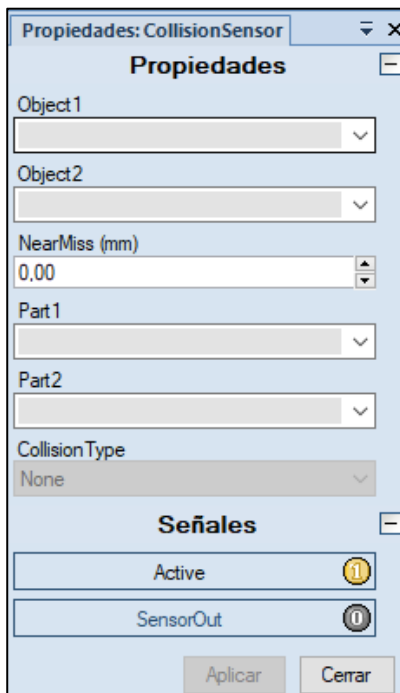 Propiedades: CollisionSensor
Propiedades
Object1
Object2
NearMiss (mm)
0,00
Part1
Part2
CollisionType
None
Señales
Active 1
SensorOut 0
Aplicar Cerrar